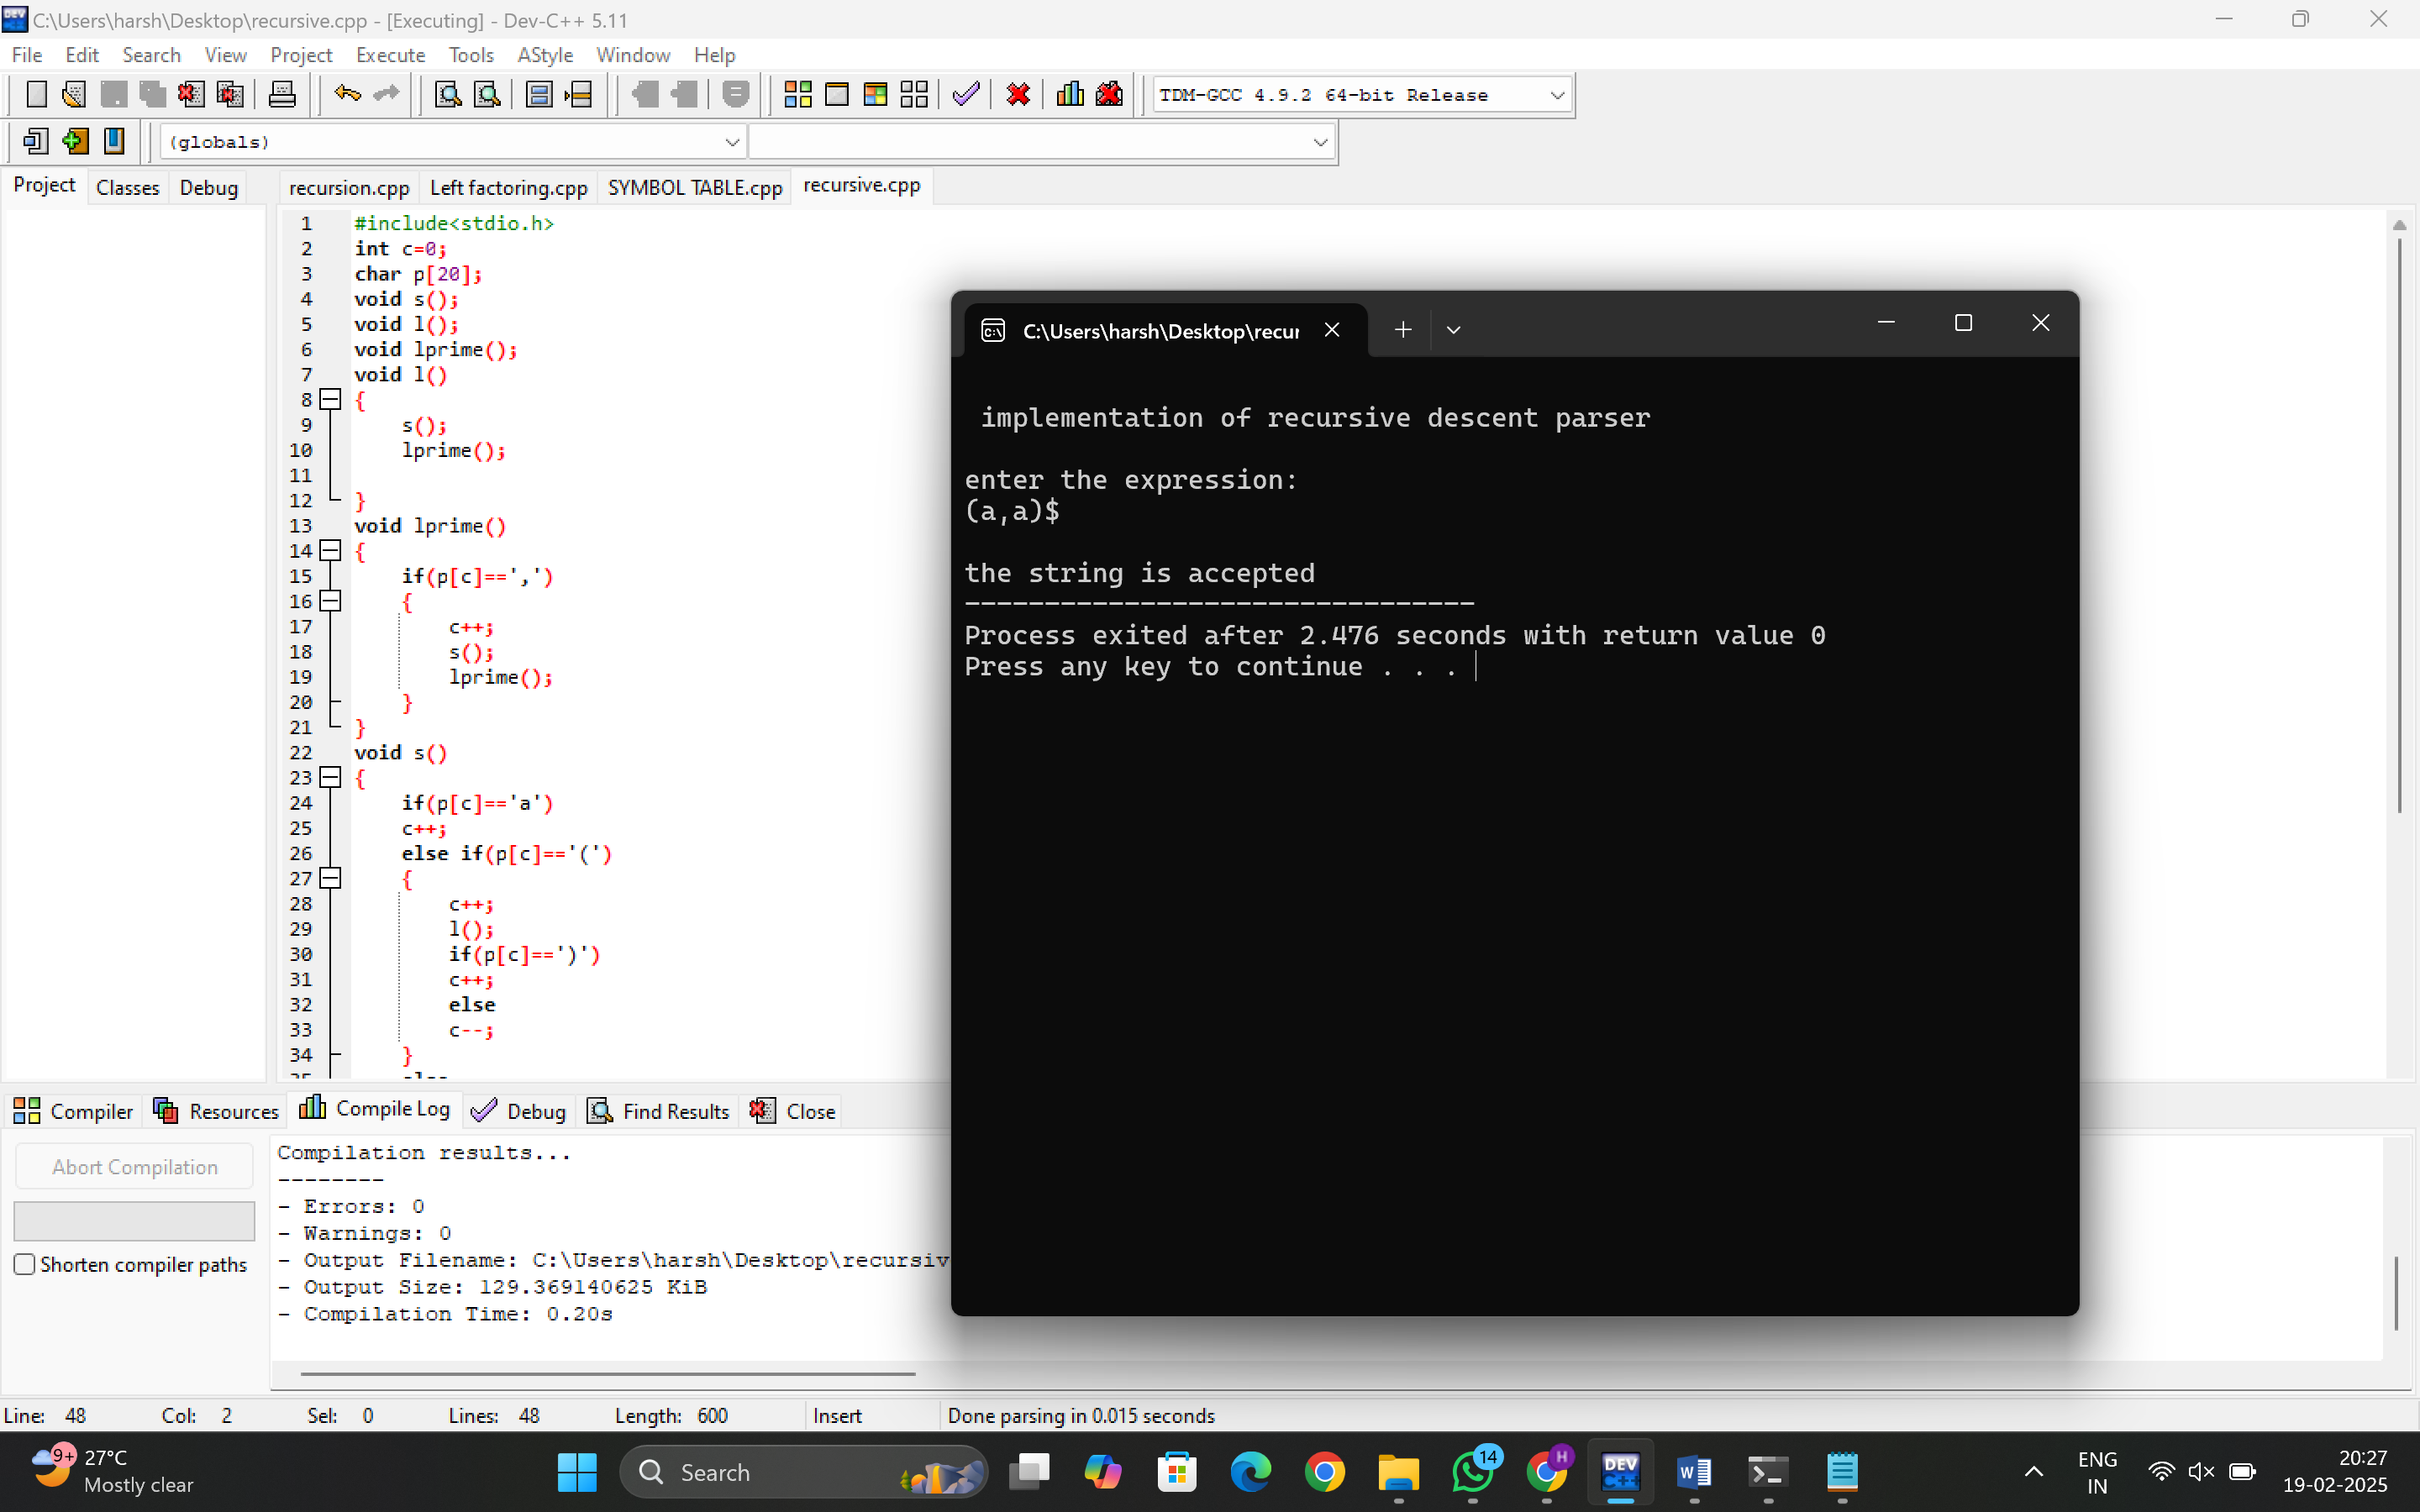 C:\Users\harsh\Desktop\recursive.cpp - [Executing] - Dev-C++ 5.11
File Edit Search View Project Execute Tools AStyle Window Help
TDM-GCC 4.9.2 64-bit Release
(globals)
Project Classes Debug
recursion.cpp Left factoring.cpp SYMBOL TABLE.cpp recursive.cpp
1 #include<stdio.h>
2 int c=0;
3 char p[20];
4 void s();
5 void l();
6 void lprime();
7 void l()
8 {
9 s();
10 lprime();
11
12 }
13 void lprime()
14 {
15 if(p[c]==',')
16 {
17 c++;
18 s();
19 lprime();
20 }
21 }
22 void s()
23 {
24 if(p[c]=='a')
25 c++;
26 else if(p[c]=='(')
27 {
28 c++;
29 l();
30 if(p[c]==')')
31 c++;
32 else
33 c--;
34 }
C:\Users\harsh\Desktop\recur
implementation of recursive descent parser
enter the expression:
(a,a)$
the string is accepted
--------------------------------
Process exited after 2.476 seconds with return value 0
Press any key to continue . . .
Compiler Resources Compile Log Debug Find Results Close
Abort Compilation
Shorten compiler paths
Compilation results...
--------
- Errors: 0
- Warnings: 0
- Output Filename: C:\Users\harsh\Desktop\recursiv
- Output Size: 129.369140625 KiB
- Compilation Time: 0.20s
Line: 48 Col: 2 Sel: 0 Lines: 48 Length: 600 Insert Done parsing in 0.015 seconds
9+
27°C
Mostly clear
Search
14
H
DEV C++
W
ENG
IN
20:27
19-02-2025